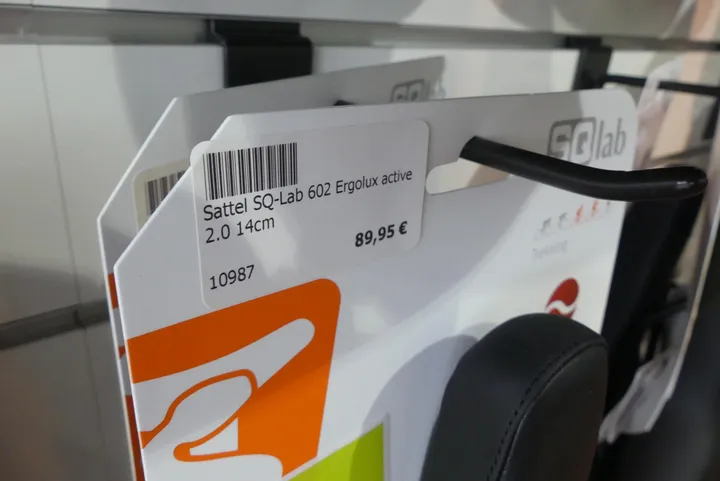 SQlab
Sattel SQ-Lab 602 Ergolux active
2.0 14cm
89,95 €
10987